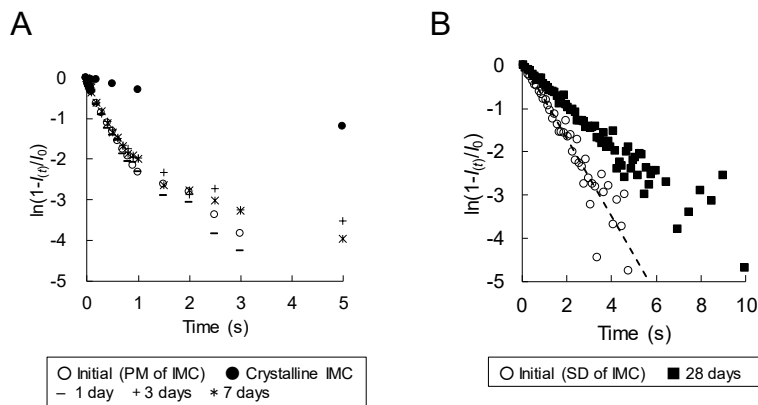 A
0
-1
-2
-3
-4
-5
ln(1-I(t)/I0)
0 1 2 3 4 5
Time (s)
Initial (PM of IMC) Crystalline IMC
1 day 3 days 7 days
B
0
-1
-2
-3
-4
-5
ln(1-I(t)/I0)
0 2 4 6 8 10
Time (s)
Initial (SD of IMC) 28 days